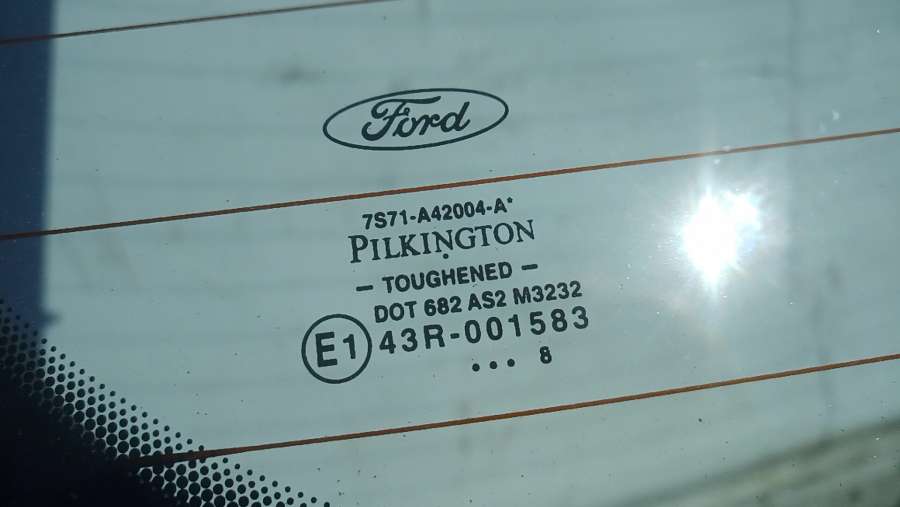 Ford
7S71-A42004-A*
PILKINGTON
- TOUGHENED -
DOT 682 AS2 M3232
E1 43R-001583
... 8